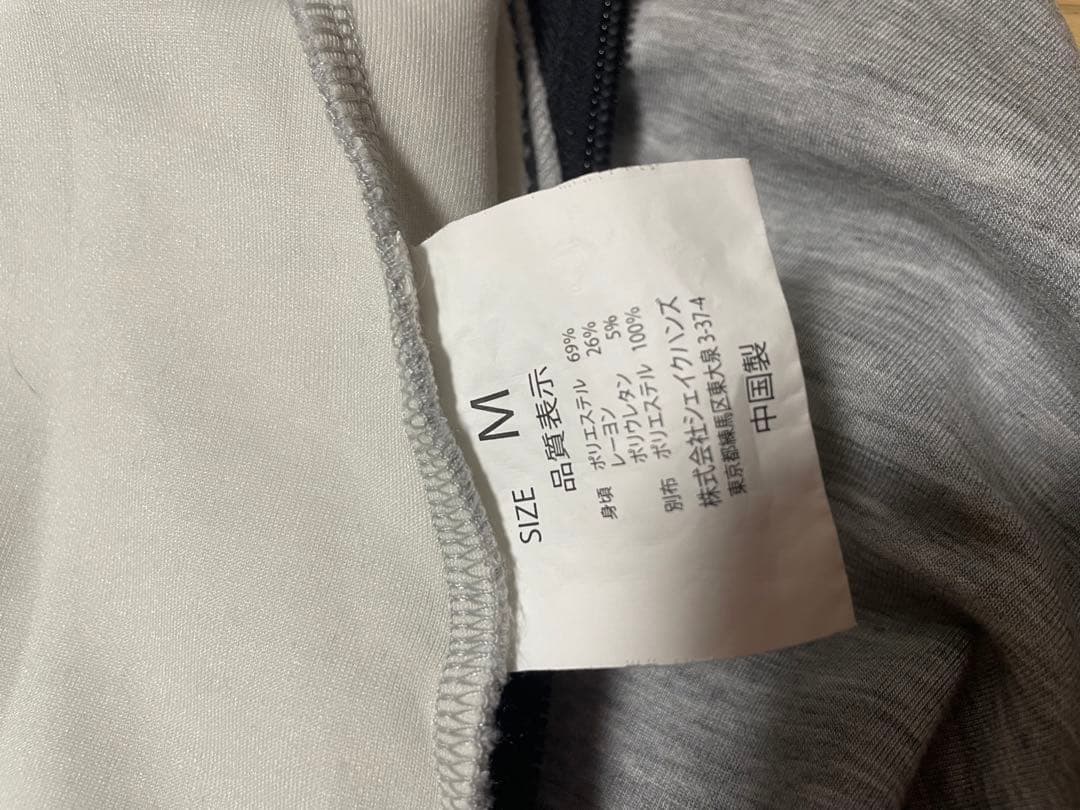 SIZE M
品質表示
身頃 ポリエステル 69%
レーヨン 26%
ポリウレタン 5%
別布 ポリエステル 100%
株式会社シェイクハンズ
東京都練馬区東大泉 3-37-4
中国製